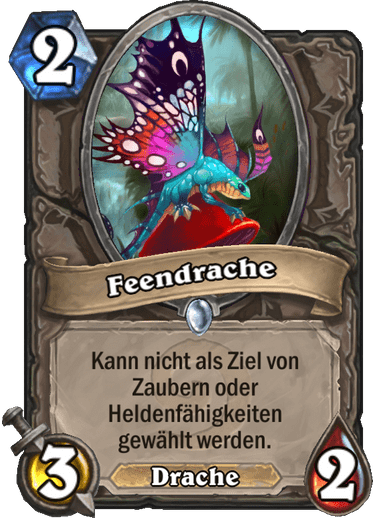 2
Feendrache
Kann nicht als Ziel von
Zaubern oder
Heldenfähigkeiten
gewählt werden.
3
Drache
2